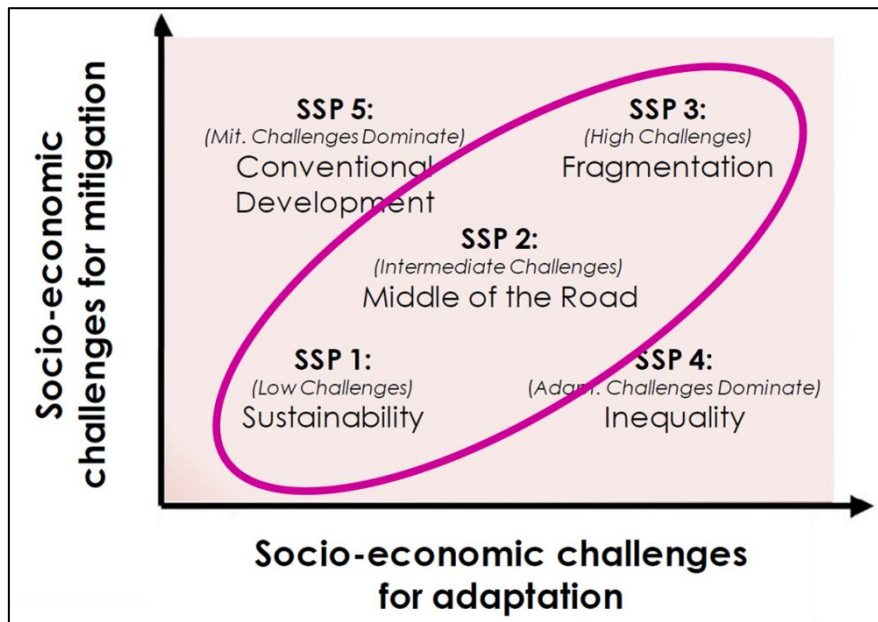 Socio-economic
challenges for mitigation
SSP 5:
(Mit. Challenges Dominate)
Conventional
Development
SSP 3:
(High Challenges)
Fragmentation
SSP 2:
(Intermediate Challenges)
Middle of the Road
SSP 1:
(Low Challenges)
Sustainability
SSP 4:
(Adapt. Challenges Dominate)
Inequality
Socio-economic challenges
for adaptation